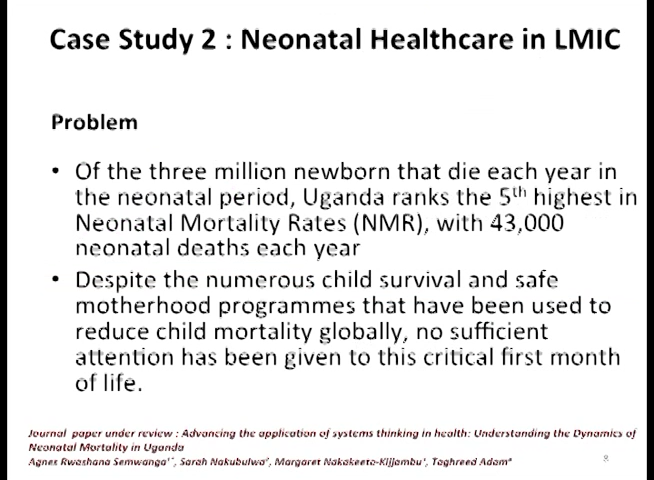 Case Study 2 : Neonatal Healthcare in LMIC
Problem
• Of the three million newborn that die each year in
the neonatal period, Uganda ranks the 5th highest in
Neonatal Mortality Rates (NMR), with 43,000
neonatal deaths each year
• Despite the numerous child survival and safe
motherhood programmes that have been used to
reduce child mortality globally, no sufficient
attention has been given to this critical first month
of life.
Journal paper under review : Advancing the application of systems thinking in health: Understanding the Dynamics of
Neonatal Mortality in Uganda
Agnes Rwashana Semwanga, Sarah Nakubulwa, Margaret Nakakeeto-Kijjambu, Taghreed Adam
8